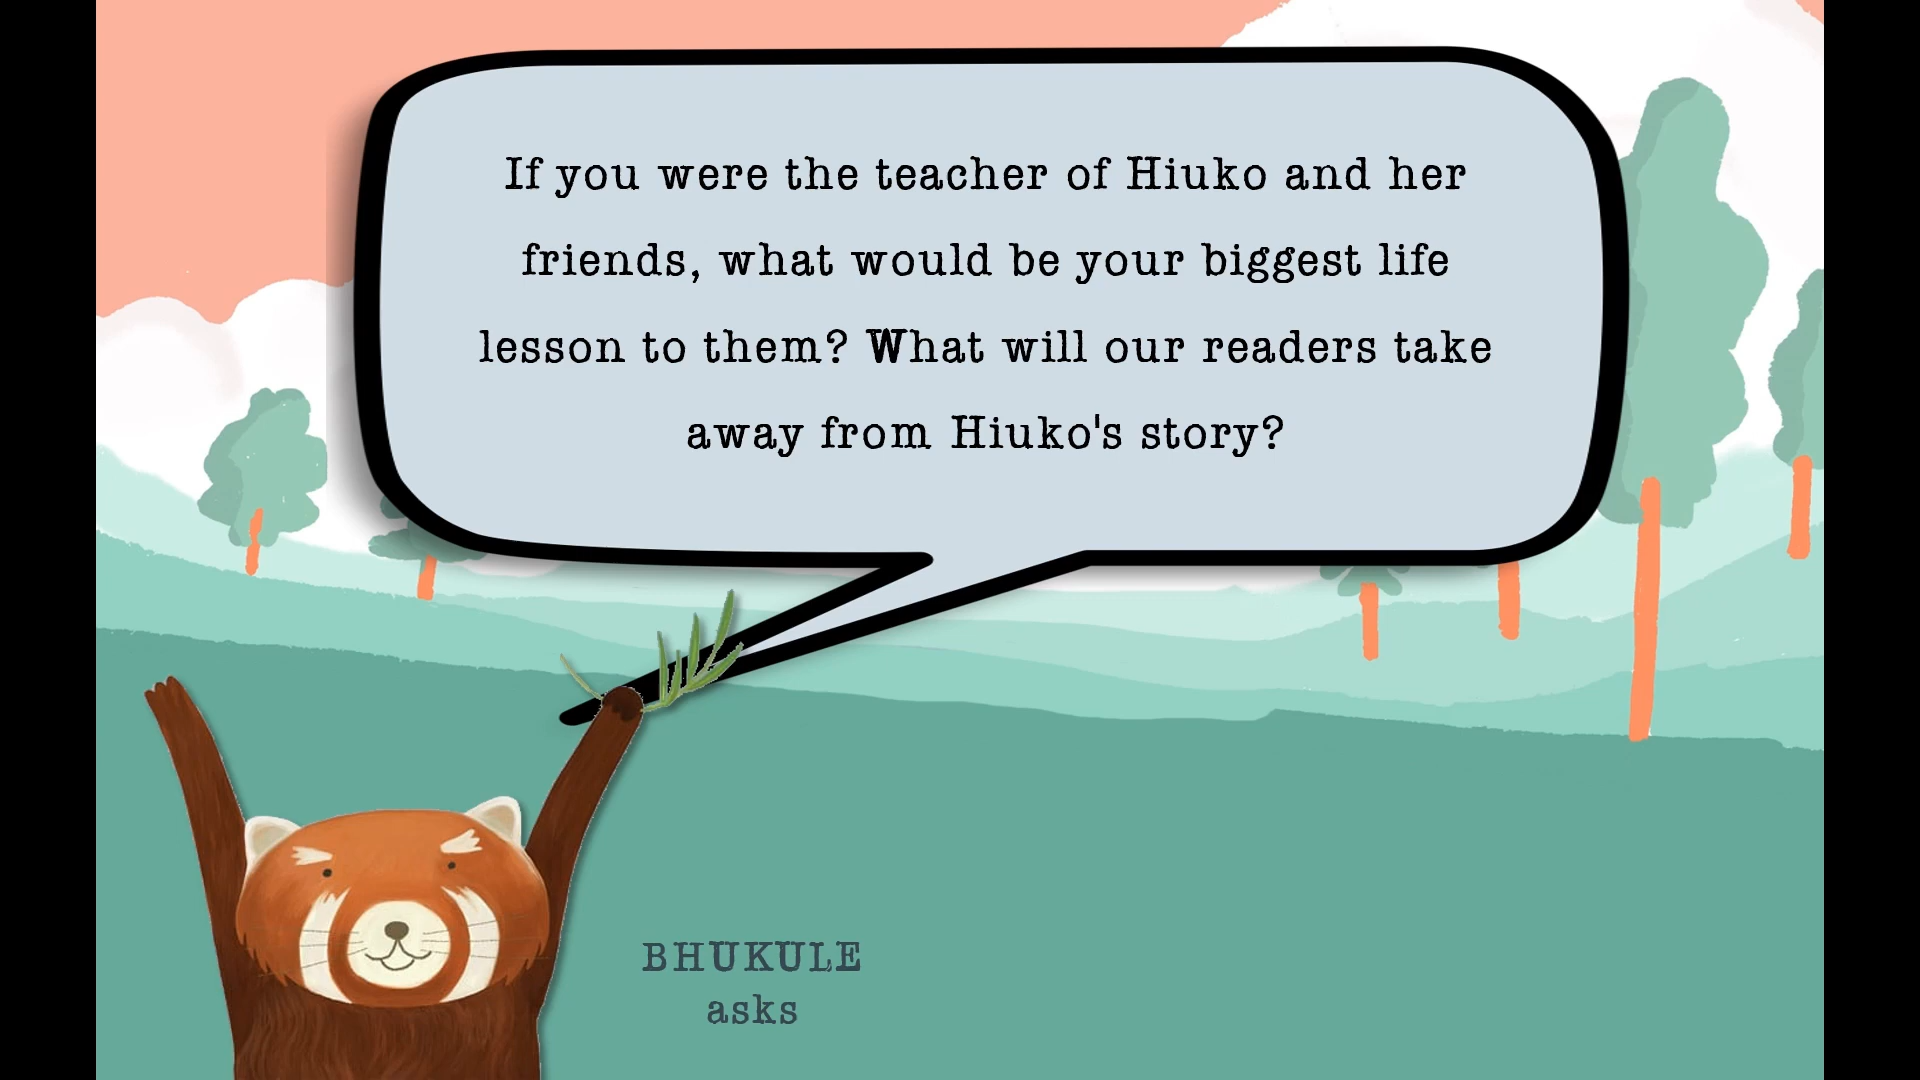 If you were the teacher of Hiuko and her
friends, what would be your biggest life
lesson to them? What will our readers take
away from Hiuko's story?
BHUKULE
asks